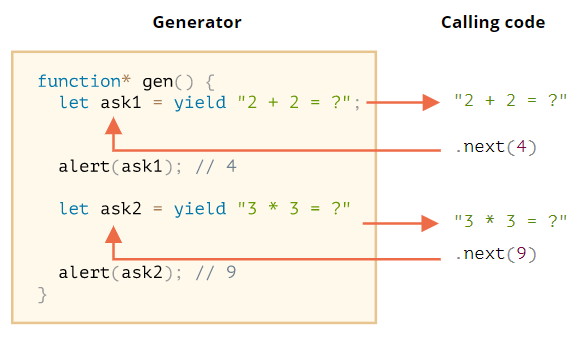 Generator Calling code
function* gen() {
let ask1 = yield "2 + 2 = ?"; "2 + 2 = ?"
.next(4)
alert(ask1); // 4
let ask2 = yield "3 * 3 = ?"
"3 * 3 = ?"
.next(9)
alert(ask2); // 9
}